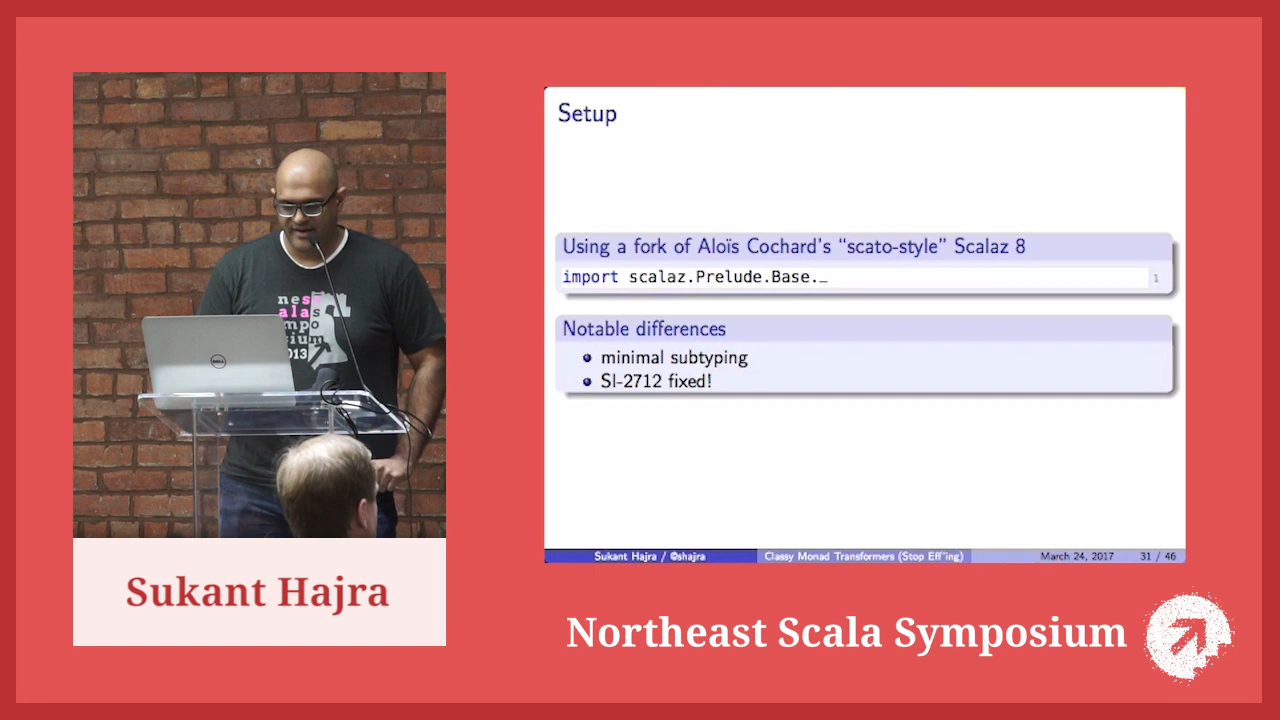 Setup
Using a fork of Aloïs Cochard's “scato-style” Scalaz 8
import scalaz.Prelude.Base._
1
Notable differences
minimal subtyping
SI-2712 fixed!
Sukant Hajra / @shajra
Classy Monad Transformers (Stop Eff'ing)
March 24, 2017
31 / 46
DELL
2013
Sukant Hajra
Northeast Scala Symposium